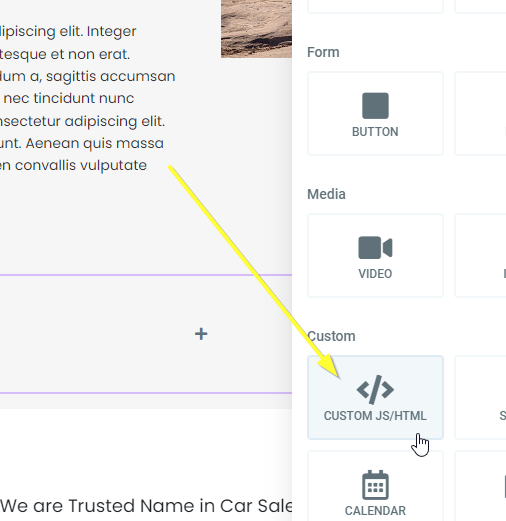 dipiscing elit. Integer
tesque et non erat.
dum a, sagittis accumsan
nec tincidunt nunc
nsectetur adipiscing elit.
unt. Aenean quis massa
en convallis vulputate
Form
BUTTON
Media
VIDEO
Custom
CUSTOM JS/HTML
CALENDAR
We are Trusted Name in Car Sale